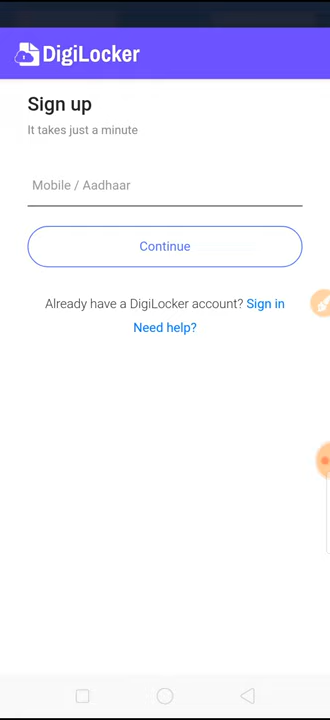 DigiLocker
Sign up
It takes just a minute
Mobile / Aadhaar
Continue
Already have a DigiLocker account? Sign in
Need help?